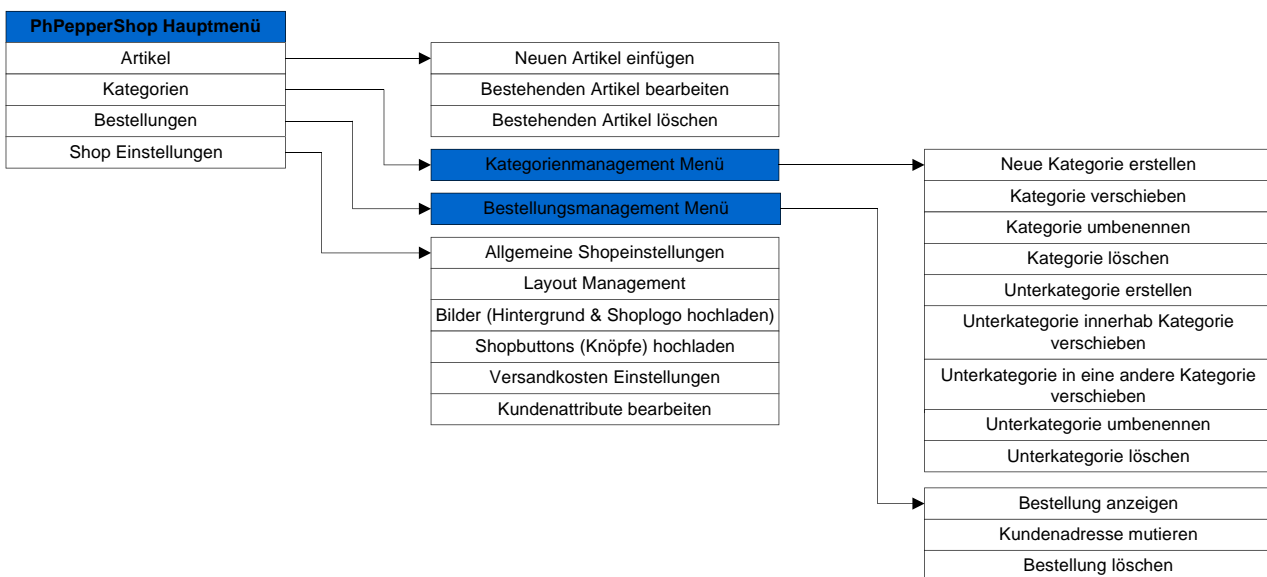 PhPepperShop Hauptmenü
Artikel
Kategorien
Bestellungen
Shop Einstellungen
Neuen Artikel einfügen
Bestehenden Artikel bearbeiten
Bestehenden Artikel löschen
Kategorienmanagement Menü
Bestellungsmanagement Menü
Allgemeine Shopeinstellungen
Layout Management
Bilder (Hintergrund & Shoplogo hochladen)
Shopbuttons (Knöpfe) hochladen
Versandkosten Einstellungen
Kundenattribute bearbeiten
Neue Kategorie erstellen
Kategorie verschieben
Kategorie umbenennen
Kategorie löschen
Unterkategorie erstellen
Unterkategorie innerhab Kategorie
verschieben
Unterkategorie in eine andere Kategorie
verschieben
Unterkategorie umbenennen
Unterkategorie löschen
Bestellung anzeigen
Kundenadresse mutieren
Bestellung löschen